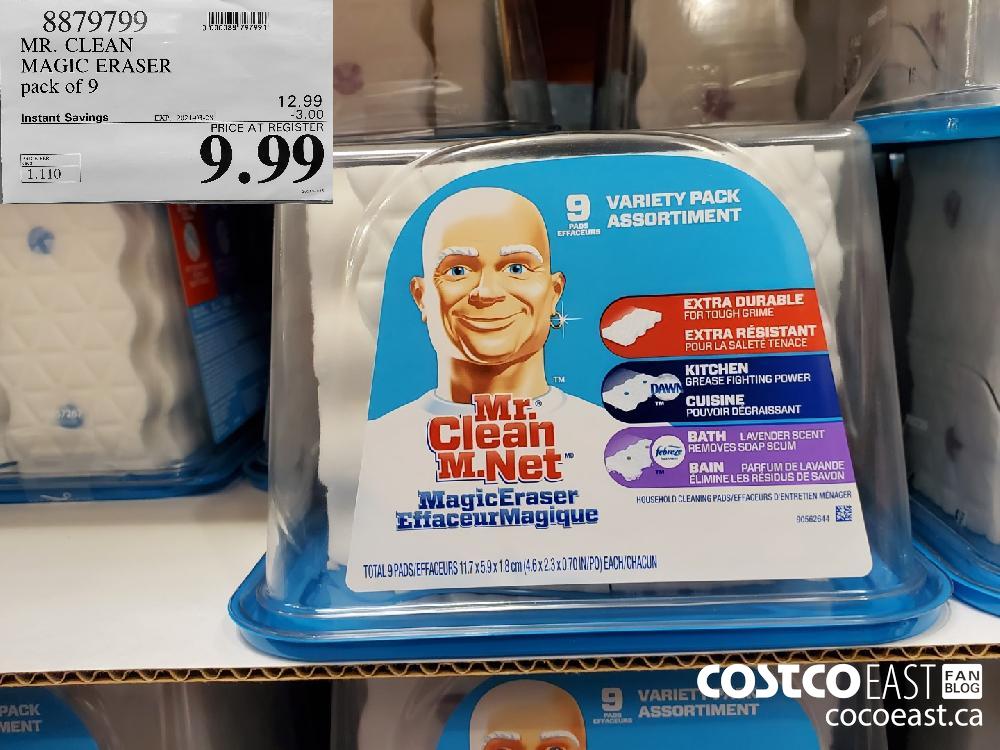 8879799
MR. CLEAN
MAGIC ERASER
pack of 9
12.99
Instant Savings
-3.00
PRICE AT REGISTER
9.99
1.110
9 PADS EFFACEURS
VARIETY PACK
ASSORTIMENT
EXTRA DURABLE
FOR TOUGH GRIME
EXTRA RÉSISTANT
POUR LA SALETÉ TENACE
KITCHEN
GREASE FIGHTING POWER
DAWN
CUISINE
POUVOIR DÉGRAISSANT
BATH LAVENDER SCENT
REMOVES SOAP SCUM
febreze
BAIN PARFUM DE LAVANDE
ÉLIMINE LES RÉSIDUS DE SAVON
Mr.
Clean
M.Net
MagicEraser
EffaceurMagique
HOUSEHOLD CLEANING PADS/EFFACEURS D'ENTRETIEN MÉNAGER
90562644
TOTAL 9 PADS/EFFACEURS 11.7 x 5.9 x 1.8 cm (4.6 x 2.3 x 0.70 IN/PO) EACH/CHACUN
PACK
MENT
9 PADS EFFACEURS
ASSORTIMENT
COSTCO EAST FAN BLOG
cocoeast.ca